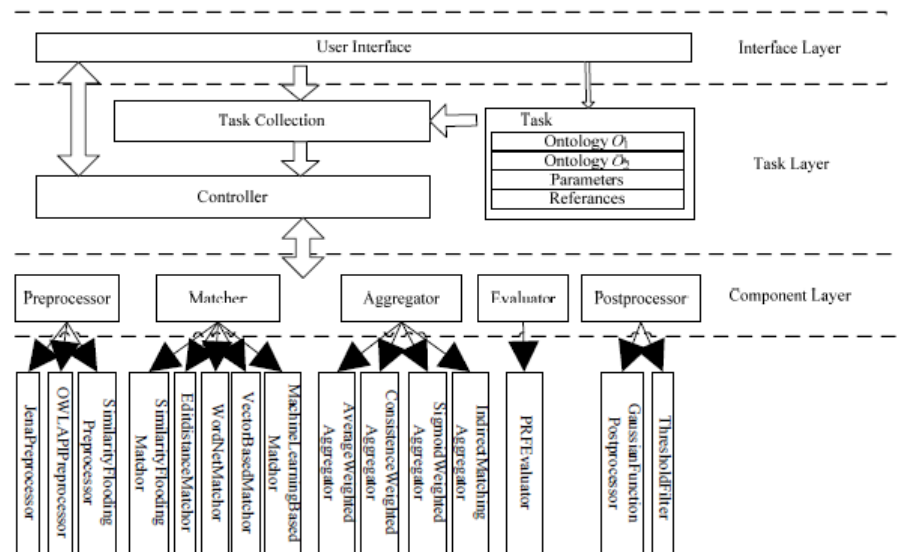 User Interface
Interface Layer
Task Collection
Task
Ontology O1
Ontology O2
Parameters
Referances
Task Layer
Controller
Preprocessor
Matcher
Aggregator
Evaluator
Postprocessor
Component Layer
JenaPreprocessor
OWLAPIPreprocessor
SimilarityFlooding
Preprocessor
SimilarityFlooding
Matchor
EditdistanceMatchor
WordNetMatchor
VectorBasedMatchor
MachineLearningBased
Matchor
AverageWeighted
Aggregator
ConsistenceWeighted
Aggregator
SigmoidWeighted
Aggregator
IndirectMatching
Aggregator
PRFEvaluator
GaussianFunction
Postprocessor
ThresholdFilter